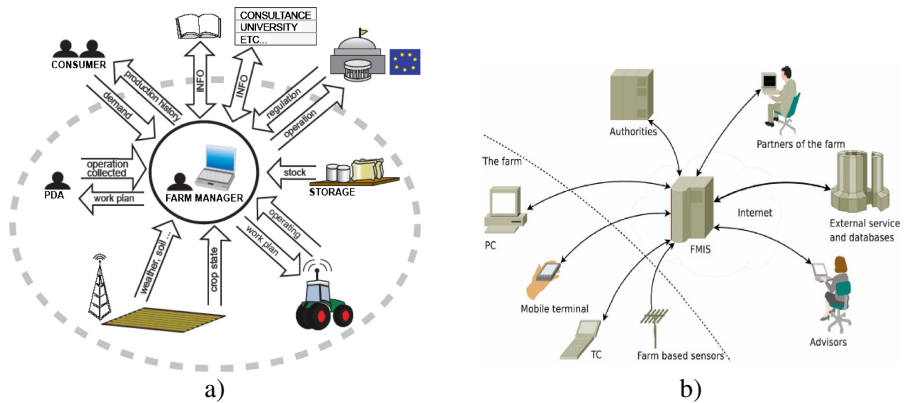 CONSULTANCE
UNIVERSITY
ETC...
CONSUMER
INFO
INFO
production history
demand
regulation
operation
operation
collected
work plan
PDA
FARM MANAGER
stock
STORAGE
operating
work plan
weather, soil ...
crop state
a)
Authorities
Partners of the farm
The farm
PC
FMIS
Internet
External service
and databases
Mobile terminal
TC
Farm based sensors
Advisors
b)